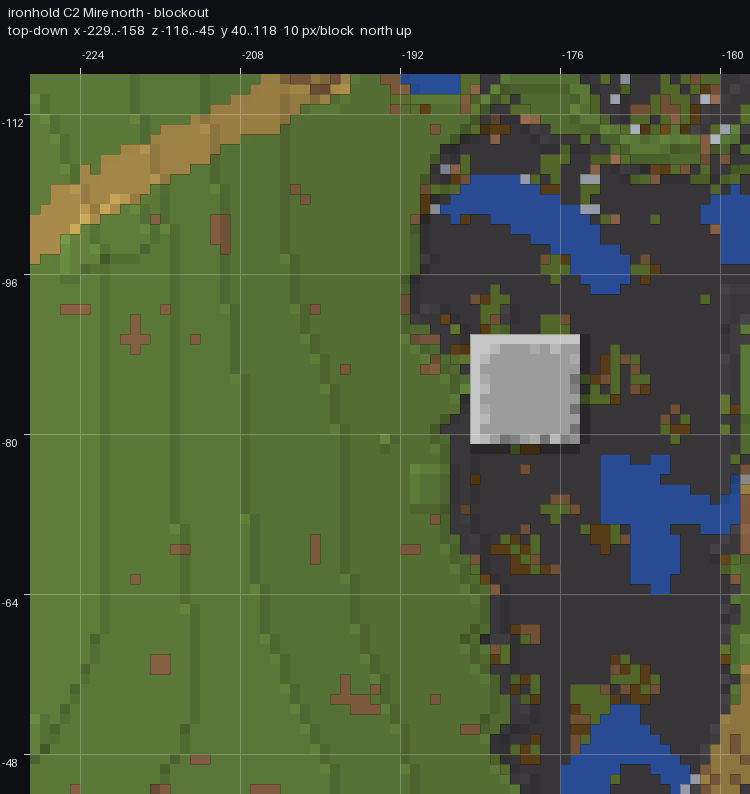 ironhold C2 Mire north - blockout
top-down  x -229..-158  z -116..-45  y 40..118  10 px/block  north up
-224 -208 -192 -176 -160
-112
-96
-80
-64
-48